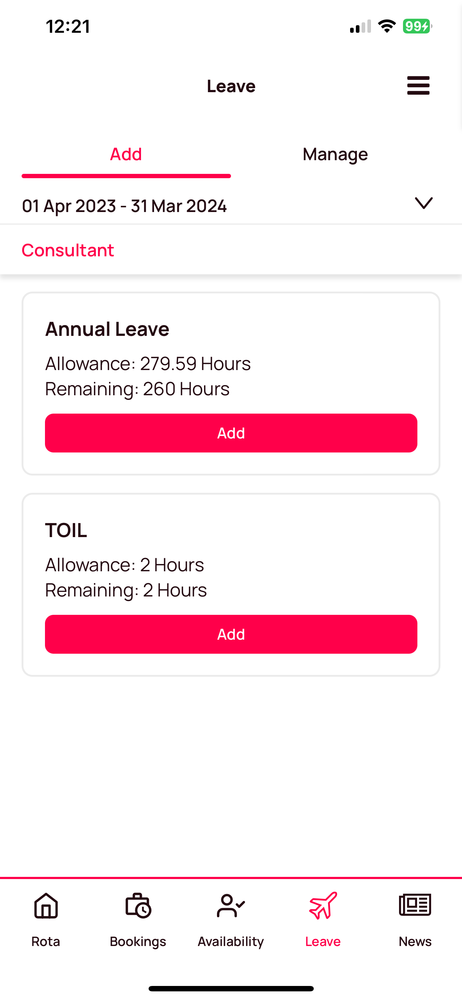 12:21
99
Leave
Add Manage
01 Apr 2023 - 31 Mar 2024
Consultant
Annual Leave
Allowance: 279.59 Hours
Remaining: 260 Hours
Add
TOIL
Allowance: 2 Hours
Remaining: 2 Hours
Add
Rota Bookings Availability Leave News